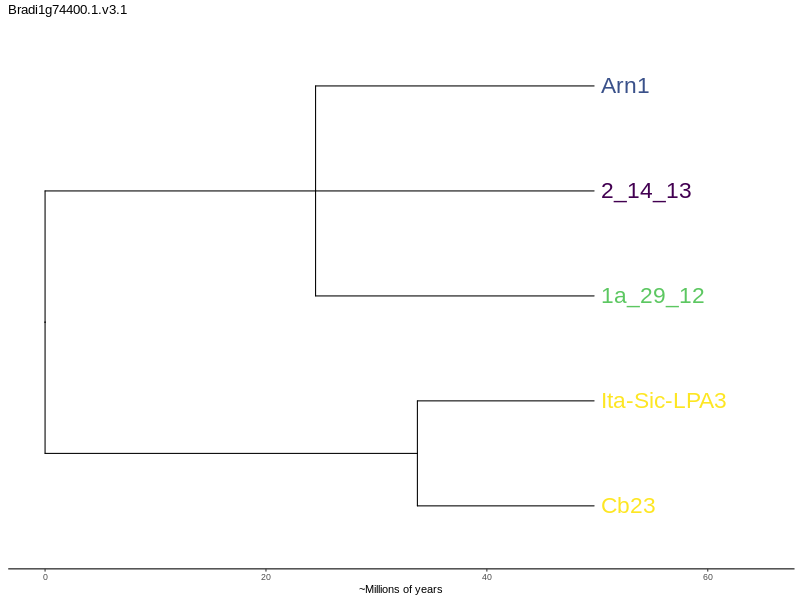 Bradi1g74400.1.v3.1
Arn1
2_14_13
1a_29_12
Ita-Sic-LPA3
Cb23
0 20 40 60
~Millions of years